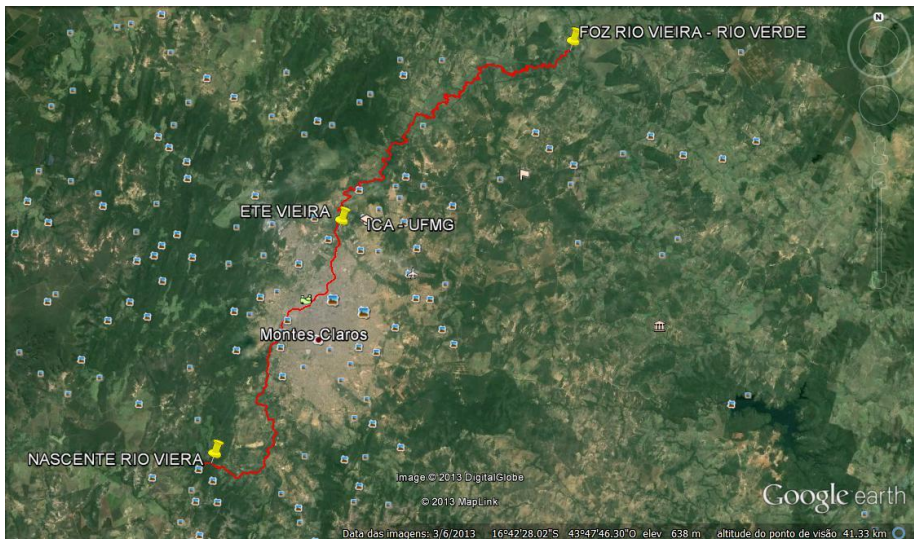 N
FOZ RIO VIEIRA - RIO VERDE
ETE VIEIRA
ICA - UFMG
Montes Claros
NASCENTE RIO VIERA
Image © 2013 DigitalGlobe
© 2013 MapLink
Google earth
Data das imagens: 3/6/2013 16°42'28.02"S 43°47'46.30"O elev 638 m altitude do ponto de visão 41.33 km